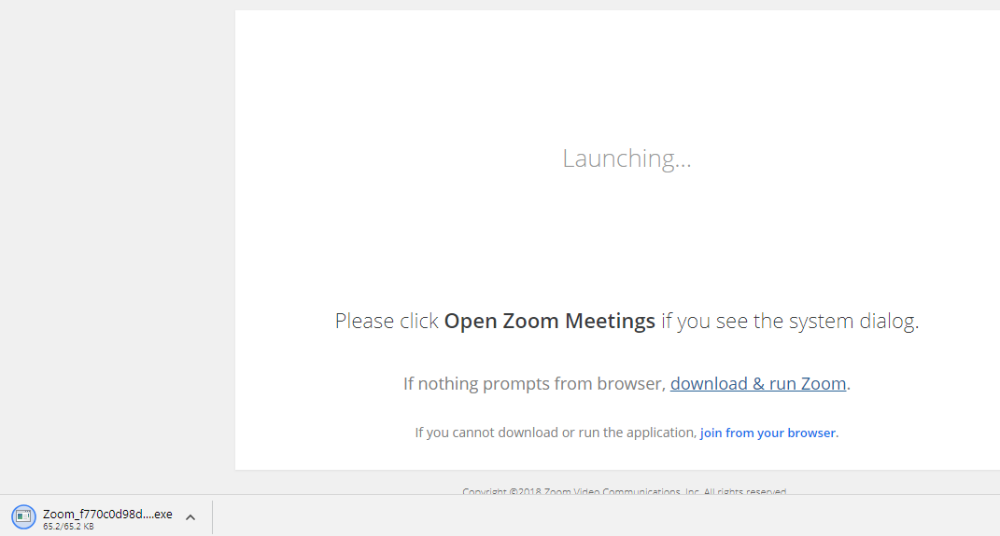 Launching...
Please click Open Zoom Meetings if you see the system dialog.
If nothing prompts from browser, download & run Zoom.
If you cannot download or run the application, join from your browser.
Copyright ©2018 Zoom Video Communications, Inc. All rights reserved.
Zoom_f770c0d98d....exe
65.2/65.2 KB